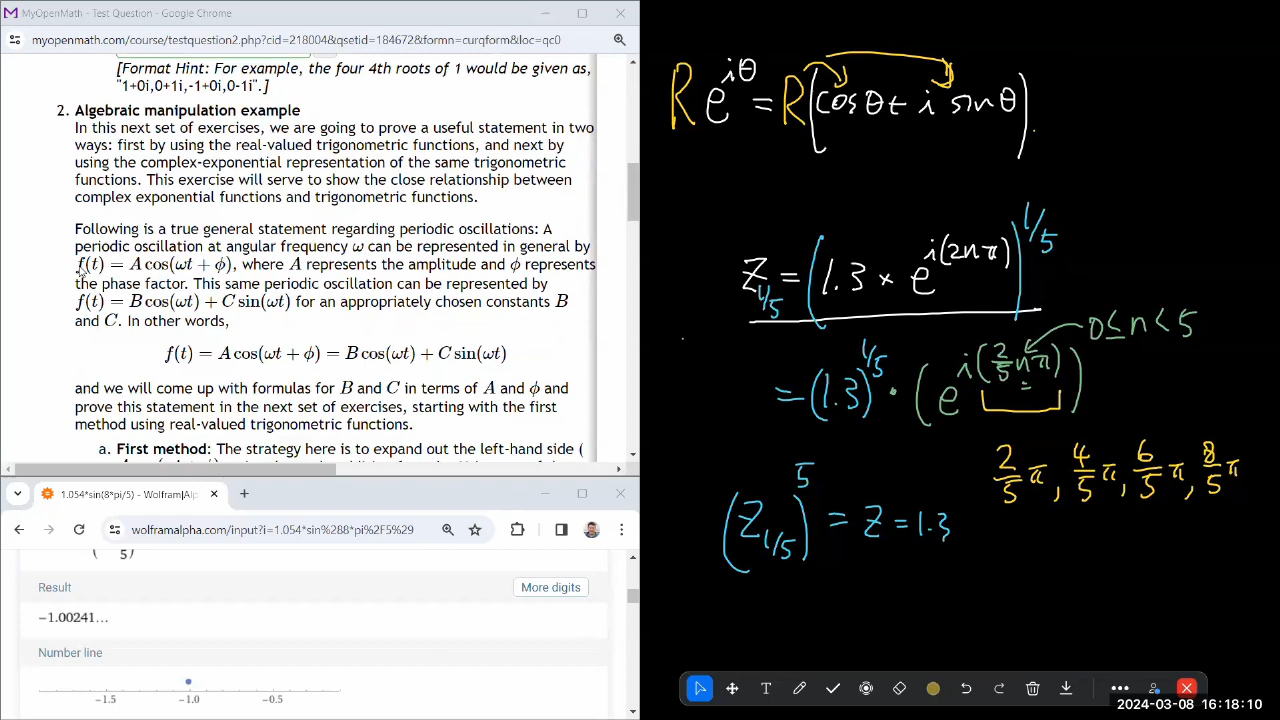 MyOpenMath - Test Question - Google Chrome
myopenmath.com/course/testquestion2.php?cid=218004&qsetid=184672&formn=curqform&loc=qc0
[Format Hint: For example, the four 4th roots of 1 would be given as,
"1+0i,0+1i,-1+0i,0-1i".]
2. Algebraic manipulation example
In this next set of exercises, we are going to prove a useful statement in two
ways: first by using the real-valued trigonometric functions, and next by
using the complex-exponential representation of the same trigonometric
functions. This exercise will serve to show the close relationship between
complex exponential functions and trigonometric functions.
Following is a true general statement regarding periodic oscillations: A
periodic oscillation at angular frequency ω can be represented in general by
f(t) = A cos(ωt + ϕ), where A represents the amplitude and ϕ represents
the phase factor. This same periodic oscillation can be represented by
f(t) = B cos(ωt) + C sin(ωt) for an appropriately chosen constants B
and C. In other words,
f(t) = A cos(ωt + ϕ) = B cos(ωt) + C sin(ωt)
and we will come up with formulas for B and C in terms of A and ϕ and
prove this statement in the next set of exercises, starting with the first
method using real-valued trigonometric functions.
a. First method: The strategy here is to expand out the left-hand side (
1.054*sin(8*pi/5) - Wolfram|Alp
wolframalpha.com/input?i=1.054*sin%288*pi%2F5%29
5)
Result
More digits
−1.00241...
Number line
−1.5 −1.0 −0.5
R e^{iθ} = R(cosθ + i sinθ)
Z_{1/5} = (1.3 × e^{i(2nπ)})^{1/5}
= (1.3)^{1/5} · (e^{i(2/5 nπ)}) 0 ≤ n < 5
2/5 π, 4/5 π, 6/5 π, 8/5 π
(Z_{1/5})^5 = Z = 1.3
2024-03-08 16:18:10